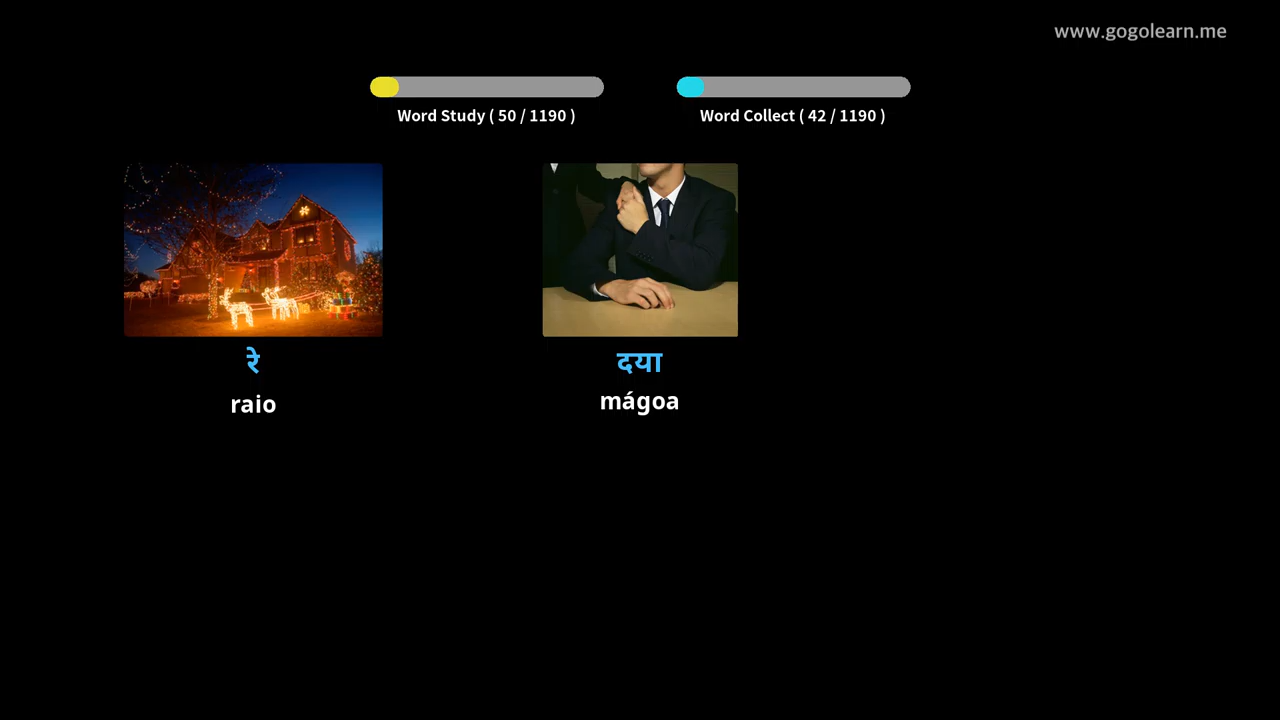 www.gogolearn.me
Word Study ( 50 / 1190 )
Word Collect ( 42 / 1190 )
रे
raio
दया
mágoa